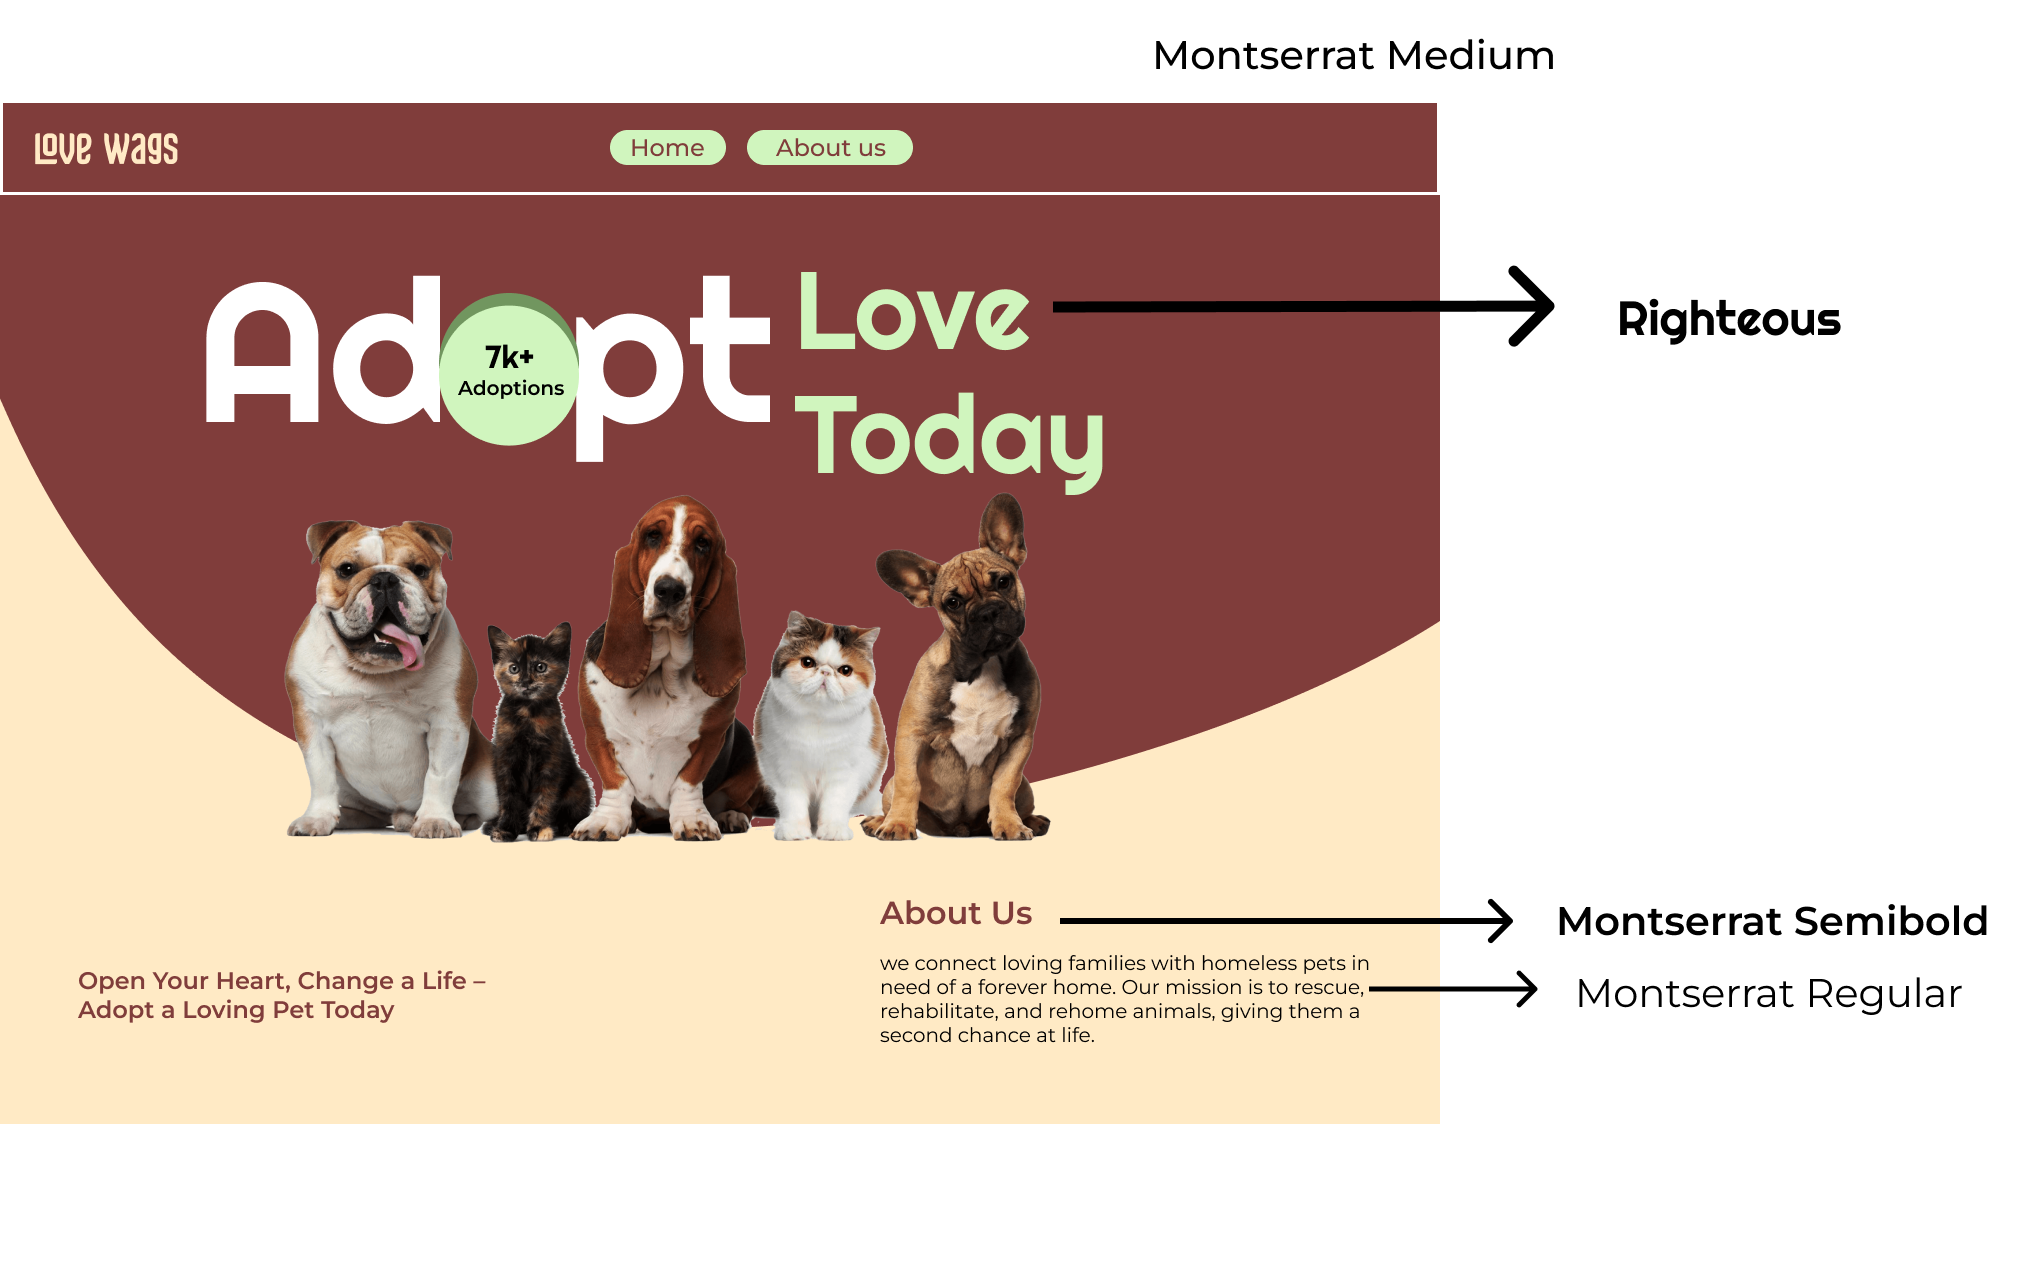 Montserrat Medium
Love Wags
Home
About us
Adopt
Love
Today
7k+
Adoptions
Righteous
About Us
Montserrat Semibold
we connect loving families with homeless pets in
need of a forever home. Our mission is to rescue,
rehabilitate, and rehome animals, giving them a
second chance at life.
Montserrat Regular
Open Your Heart, Change a Life –
Adopt a Loving Pet Today